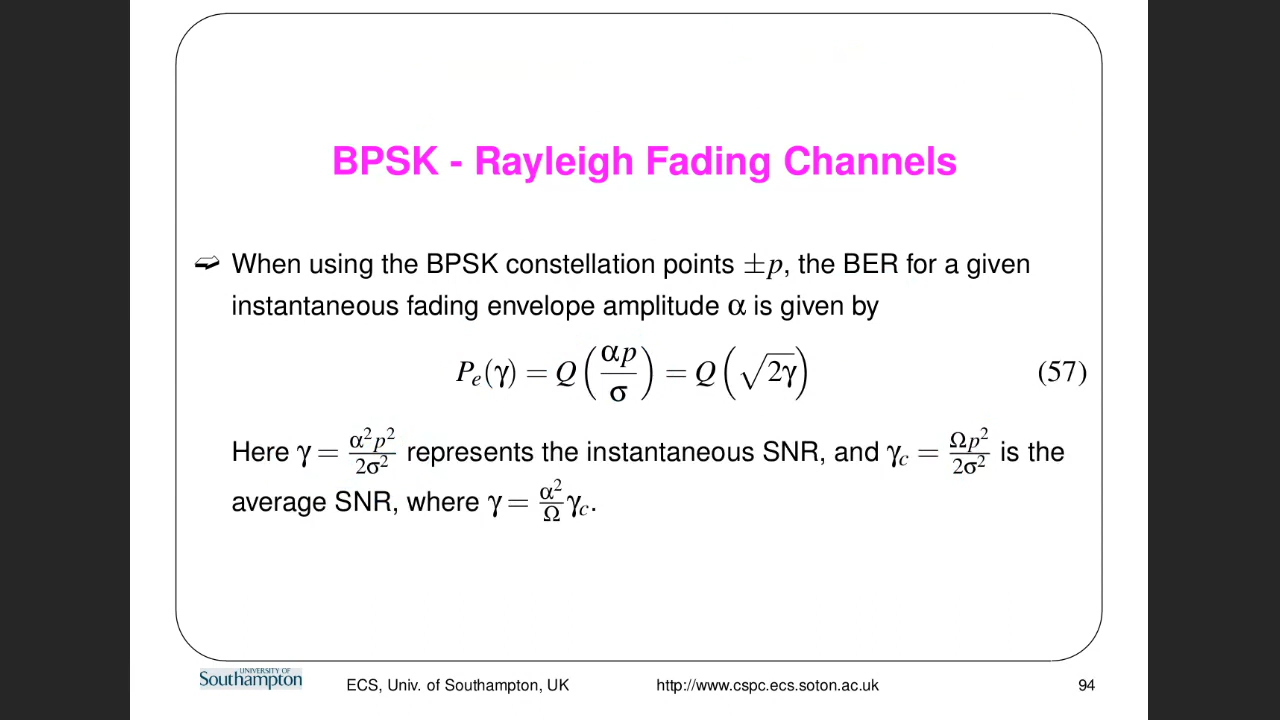 BPSK - Rayleigh Fading Channels
➫ When using the BPSK constellation points ±p, the BER for a given
instantaneous fading envelope amplitude α is given by
Pₑ(γ) = Q(αp/σ) = Q(√2γ) (57)
Here γ = α²p²/2σ² represents the instantaneous SNR, and γ_c = Ωp²/2σ² is the
average SNR, where γ = α²/Ω γ_c.
UNIVERSITY OF
Southampton
ECS, Univ. of Southampton, UK http://www.cspc.ecs.soton.ac.uk 94